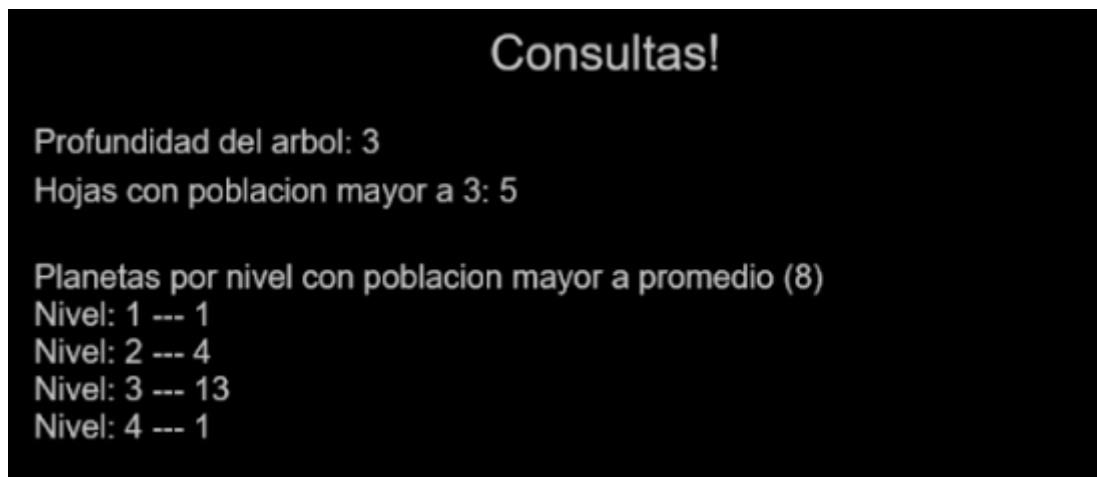 Consultas!
Profundidad del arbol: 3
Hojas con poblacion mayor a 3: 5
Planetas por nivel con poblacion mayor a promedio (8)
Nivel: 1 --- 1
Nivel: 2 --- 4
Nivel: 3 --- 13
Nivel: 4 --- 1